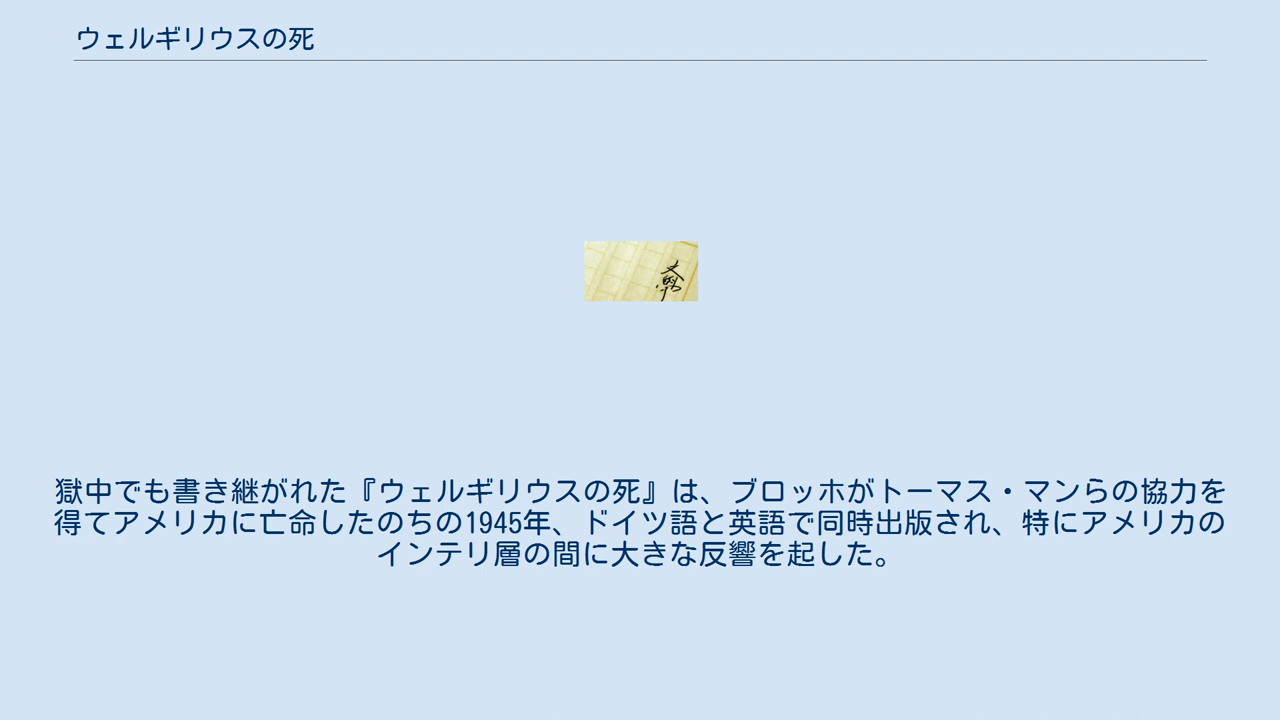 ウェルギリウスの死
獄中でも書き継がれた『ウェルギリウスの死』は、ブロッホがトーマス・マンらの協力を
得てアメリカに亡命したのちの1945年、ドイツ語と英語で同時出版され、特にアメリカの
インテリ層の間に大きな反響を起した。